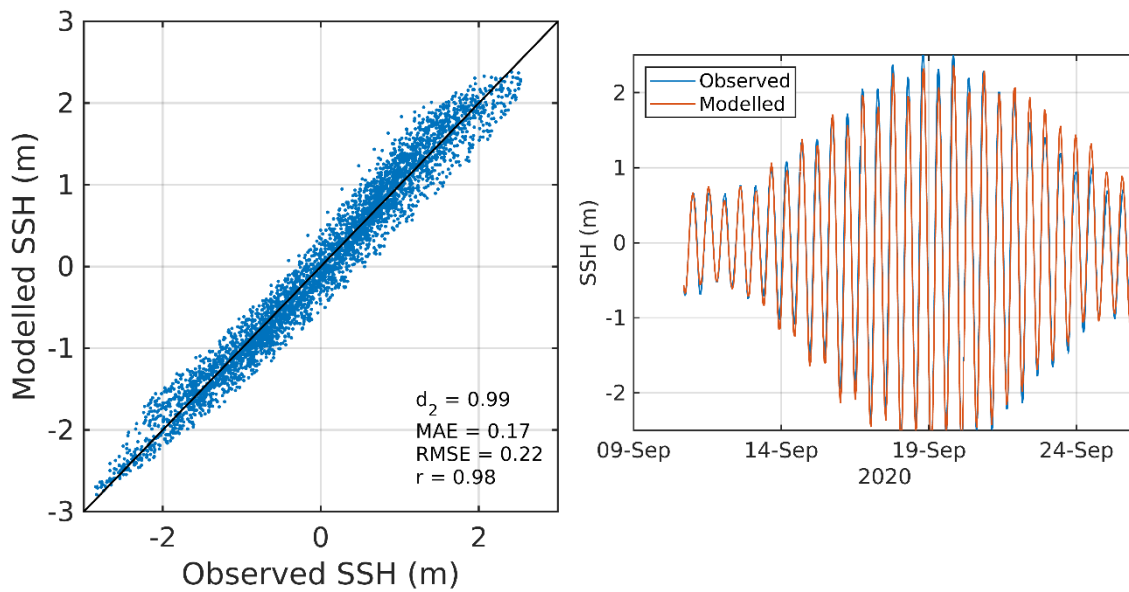 3
2
1
0
-1
-2
-3
-2
0
2
Modelled SSH (m)
Observed SSH (m)
d2 = 0.99
MAE = 0.17
RMSE = 0.22
r = 0.98
Observed
Modelled
2
1
0
-1
-2
SSH (m)
09-Sep
14-Sep
19-Sep
24-Sep
2020